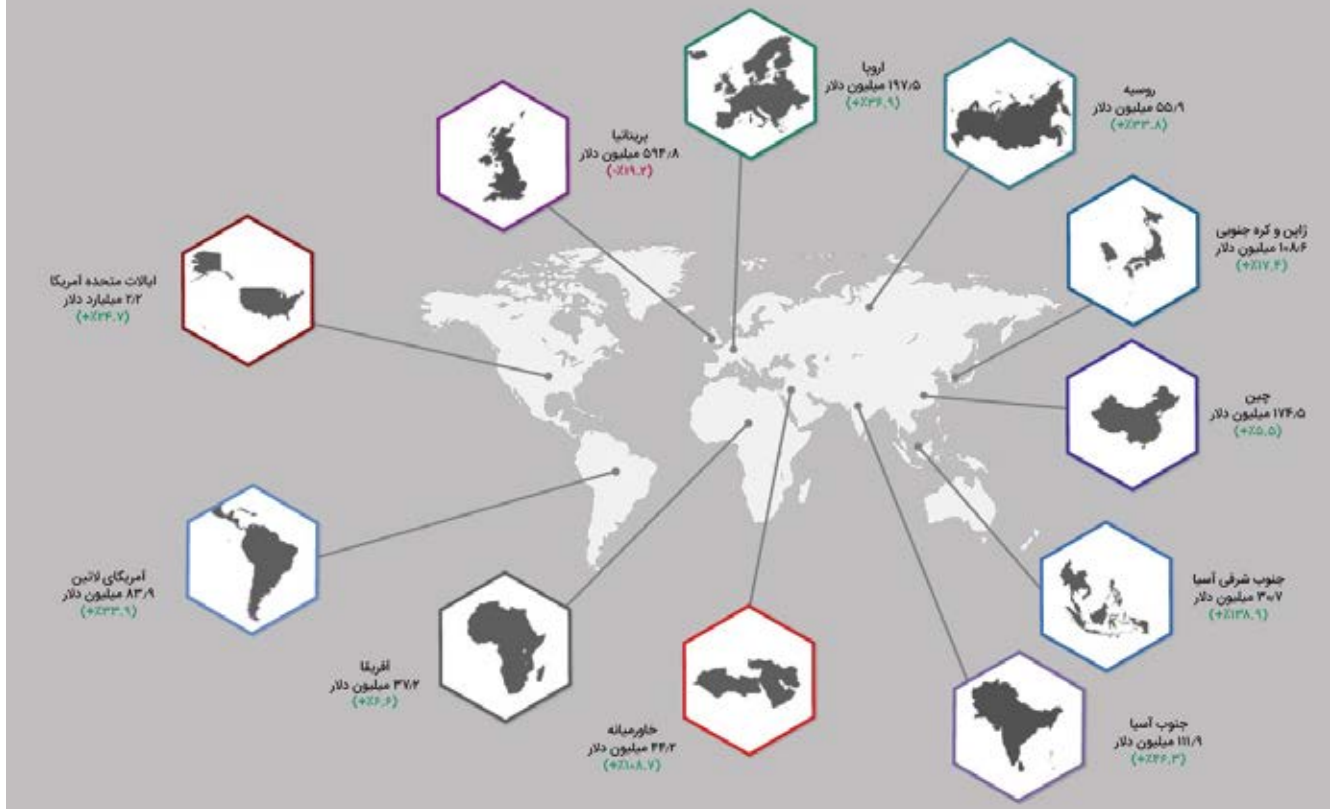 اروپا
۱۹۷٫۵ میلیون دلار
(+٪۳۶.۹)
روسیه
۵۵٫۹ میلیون دلار
(+٪۳۳.۸)
بریتانیا
۵۹۴٫۸ میلیون دلار
(-٪۱۹.۲)
ژاپن و کره جنوبی
۱۰۸٫۶ میلیون دلار
(+٪۱۷.۴)
ایالات متحده آمریکا
۲٫۲ میلیارد دلار
(+٪۲۴.۷)
چین
۱۷۴٫۵ میلیون دلار
(+٪۵.۵)
جنوب شرقی آسیا
۳۰٫۷ میلیون دلار
(+٪۱۳۸.۹)
آمریکای لاتین
۸۳٫۹ میلیون دلار
(+٪۳۳.۹)
آفریقا
۳۷٫۲ میلیون دلار
(+٪۶.۶)
خاورمیانه
۴۴٫۲ میلیون دلار
(+٪۱۰۸.۷)
جنوب آسیا
۱۱۱٫۹ میلیون دلار
(+٪۲۶.۳)